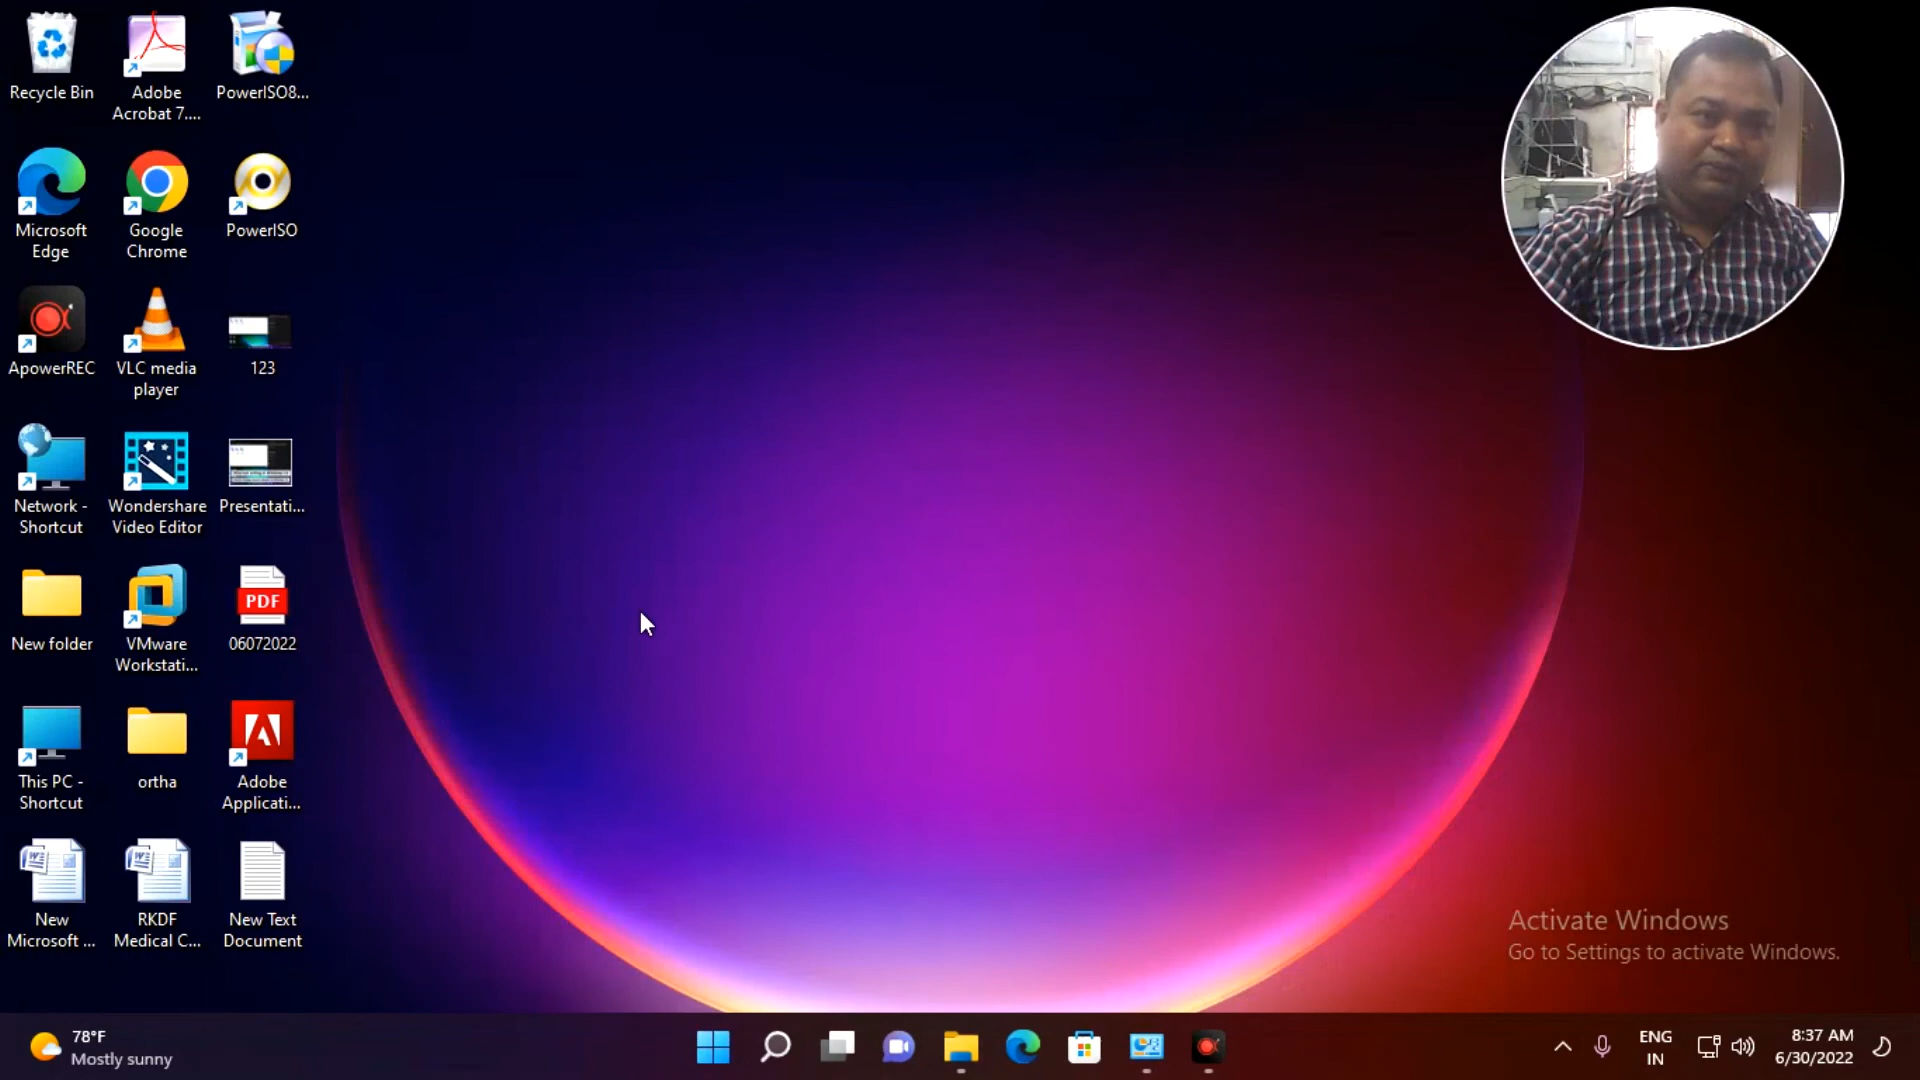 Recycle Bin
Adobe
Acrobat 7....
PowerISO8...
Microsoft
Edge
Google
Chrome
PowerISO
ApowerREC
VLC media
player
123
Network -
Shortcut
Wondershare
Video Editor
Presentati...
New folder
VMware
Workstati...
PDF
06072022
This PC -
Shortcut
ortha
Adobe
Applicati...
New
Microsoft ...
RKDF
Medical C...
New Text
Document
Activate Windows
Go to Settings to activate Windows.
78°F
Mostly sunny
ENG
IN
8:37 AM
6/30/2022